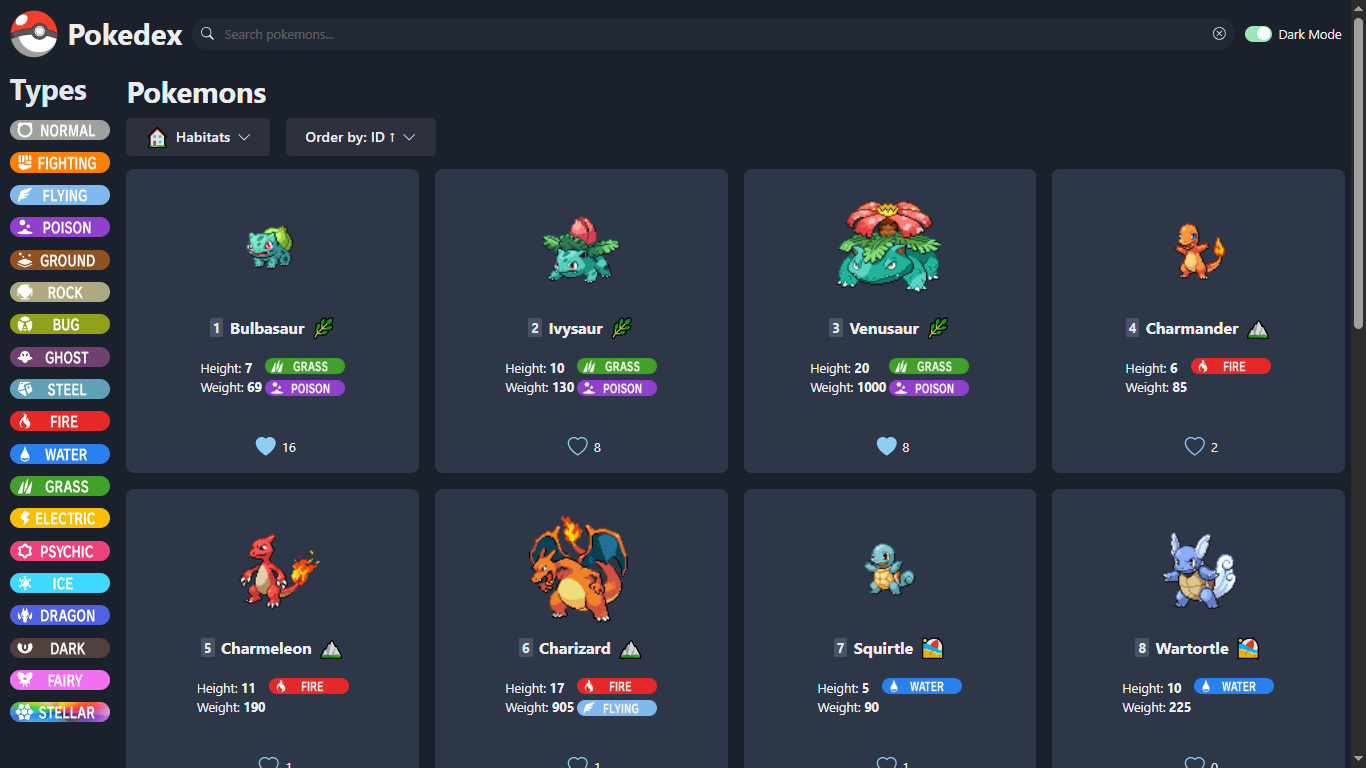 Pokedex
Search pokemons...
Dark Mode
Types
NORMAL
FIGHTING
FLYING
POISON
GROUND
ROCK
BUG
GHOST
STEEL
FIRE
WATER
GRASS
ELECTRIC
PSYCHIC
ICE
DRAGON
DARK
FAIRY
STELLAR
Pokemons
Habitats
Order by: ID ↑
1 Bulbasaur
Height: 7 GRASS
Weight: 69 POISON
16
2 Ivysaur
Height: 10 GRASS
Weight: 130 POISON
8
3 Venusaur
Height: 20 GRASS
Weight: 1000 POISON
8
4 Charmander
Height: 6 FIRE
Weight: 85
2
5 Charmeleon
Height: 11 FIRE
Weight: 190
1
6 Charizard
Height: 17 FIRE
Weight: 905 FLYING
1
7 Squirtle
Height: 5 WATER
Weight: 90
1
8 Wartortle
Height: 10 WATER
Weight: 225
0